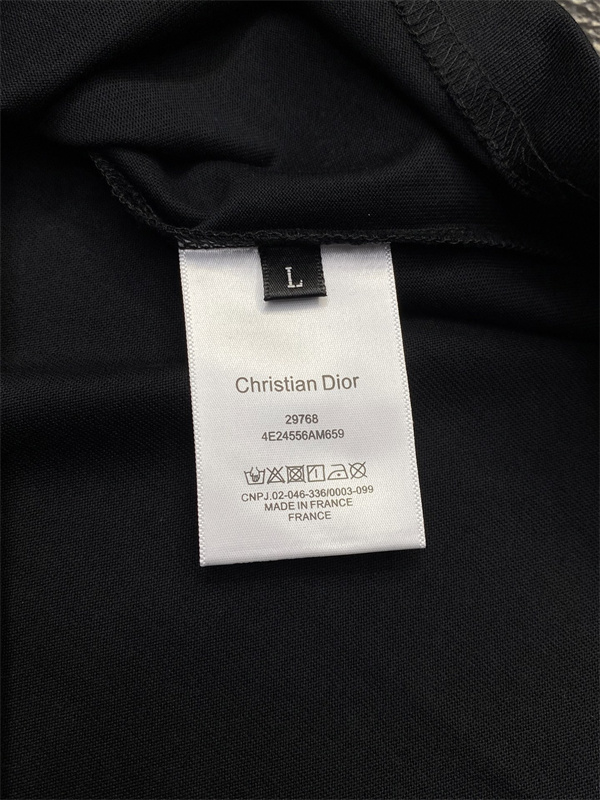 L
Christian Dior
29768
4E24556AM659
CNPJ.02-046-336/0003-099
MADE IN FRANCE
FRANCE